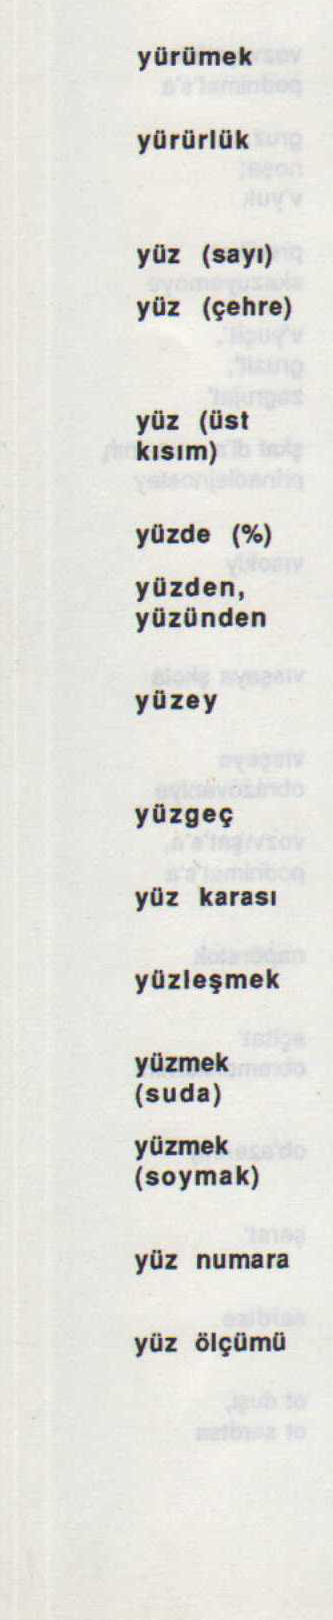 yürümek
yürürlük
yüz (sayı)
yüz (çehre)
yüz (üst
kısım)
yüzde (%)
yüzden,
yüzünden
yüzey
yüzgeç
yüz karası
yüzleşmek
yüzmek
(suda)
yüzmek
(soymak)
yüz numara
yüz ölçümü